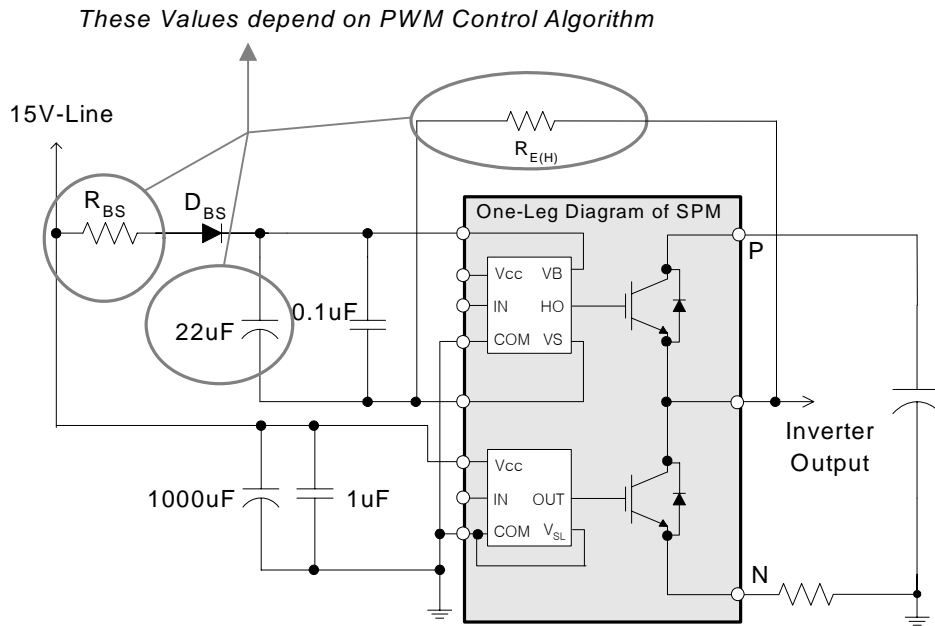 These Values depend on PWM Control Algorithm
15V-Line
R_E(H)
R_BS
D_BS
One-Leg Diagram of SPM
P
Vcc
VB
IN
HO
COM
VS
22uF
0.1uF
Inverter
Output
Vcc
1000uF
1uF
IN
OUT
COM
V_SL
N